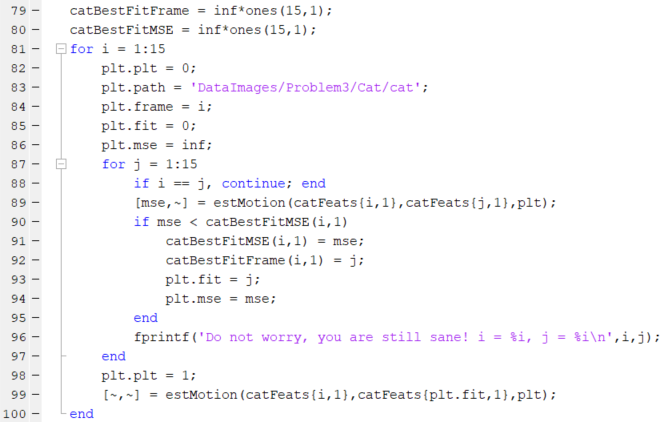 79 - catBestFitFrame = inf*ones(15,1);
80 - catBestFitMSE = inf*ones(15,1);
81 - for i = 1:15
82 - plt.plt = 0;
83 - plt.path = 'DataImages/Problem3/Cat/cat';
84 - plt.frame = i;
85 - plt.fit = 0;
86 - plt.mse = inf;
87 - for j = 1:15
88 - if i == j, continue; end
89 - [mse,~] = estMotion(catFeats{i,1},catFeats{j,1},plt);
90 - if mse < catBestFitMSE(i,1)
91 - catBestFitMSE(i,1) = mse;
92 - catBestFitFrame(i,1) = j;
93 - plt.fit = j;
94 - plt.mse = mse;
95 - end
96 - fprintf('Do not worry, you are still sane! i = %i, j = %i\n',i,j);
97 - end
98 - plt.plt = 1;
99 - [~,~] = estMotion(catFeats{i,1},catFeats{plt.fit,1},plt);
100 - end